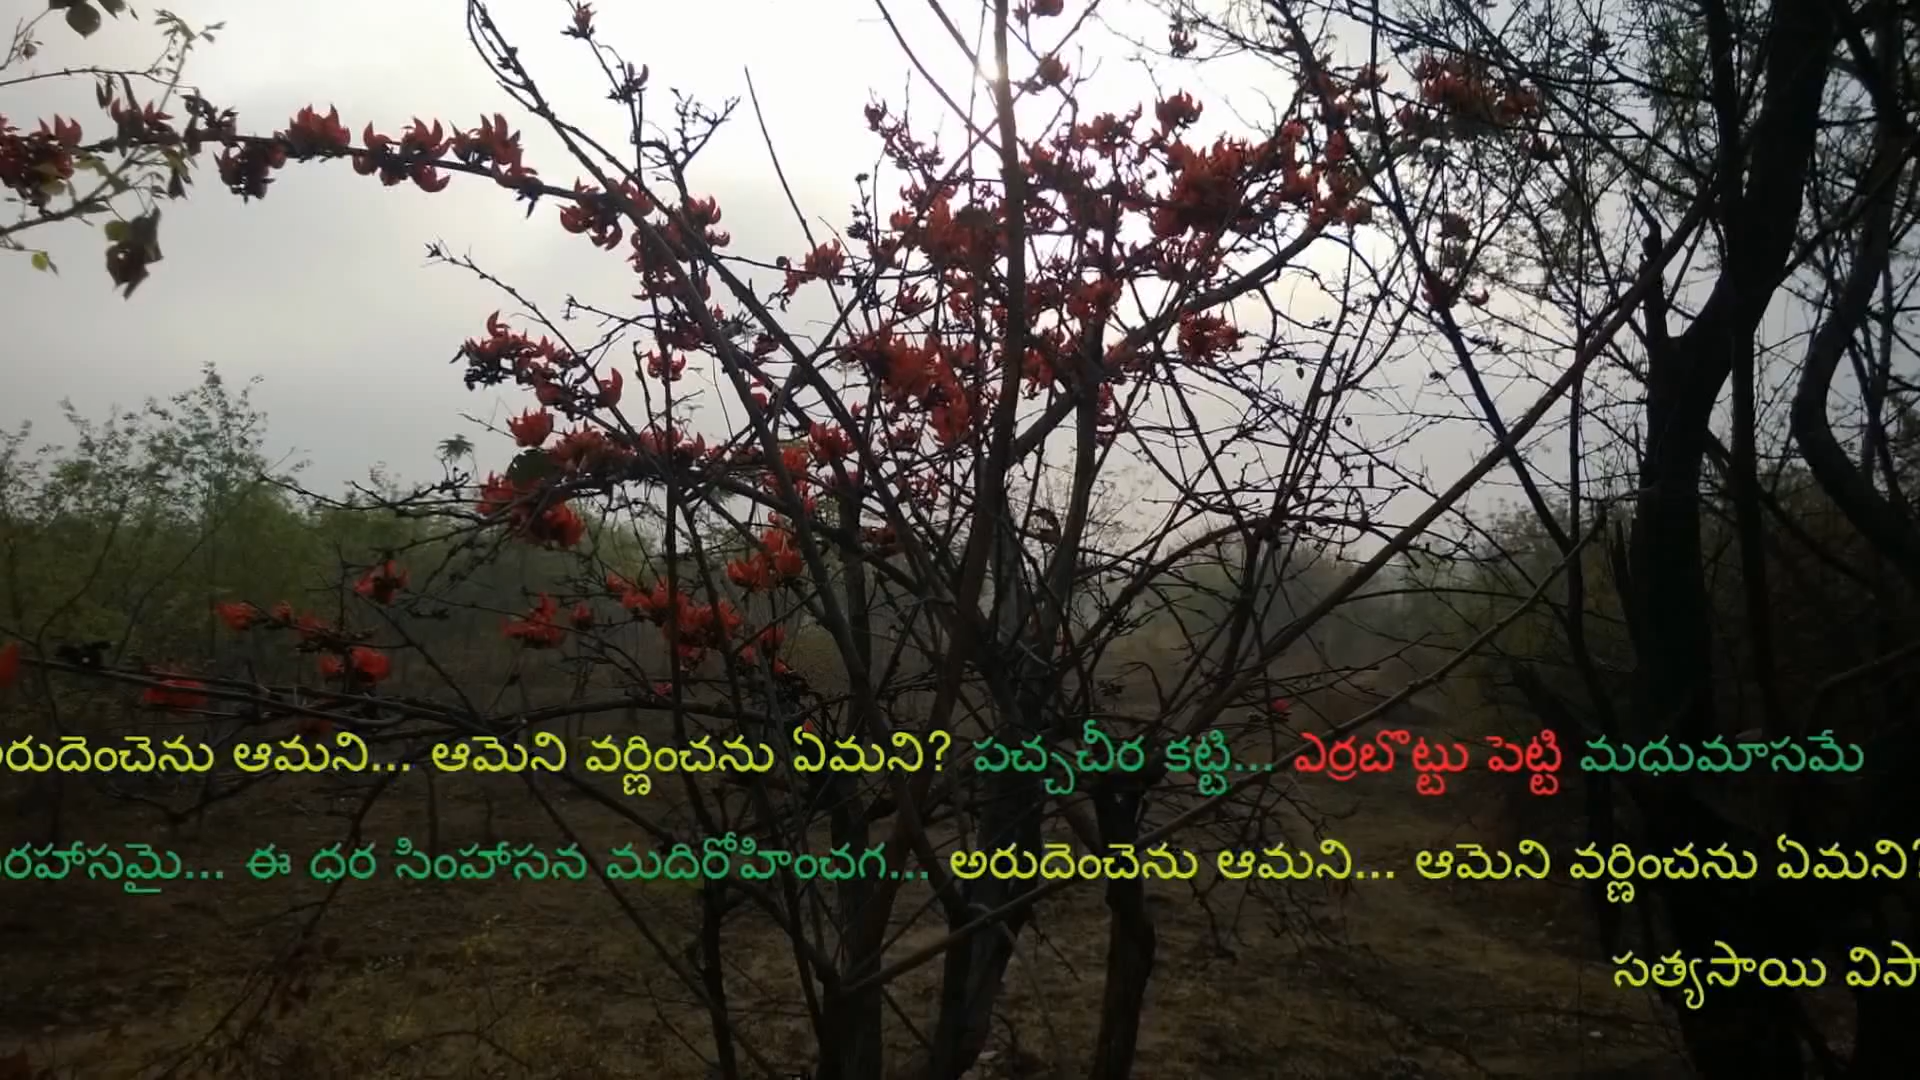 ఆమని... ఆమెని వర్ణించను ఏమని? పచ్చచీర కట్టి... ఎర్రబొట్టు పెట్టి మధుమాసమే
ఈ ధర సింహాసన మదిరోహించగ... అరుదెంచెను ఆమని... ఆమెని వర్ణించను ఏమని?
సత్యసాయి